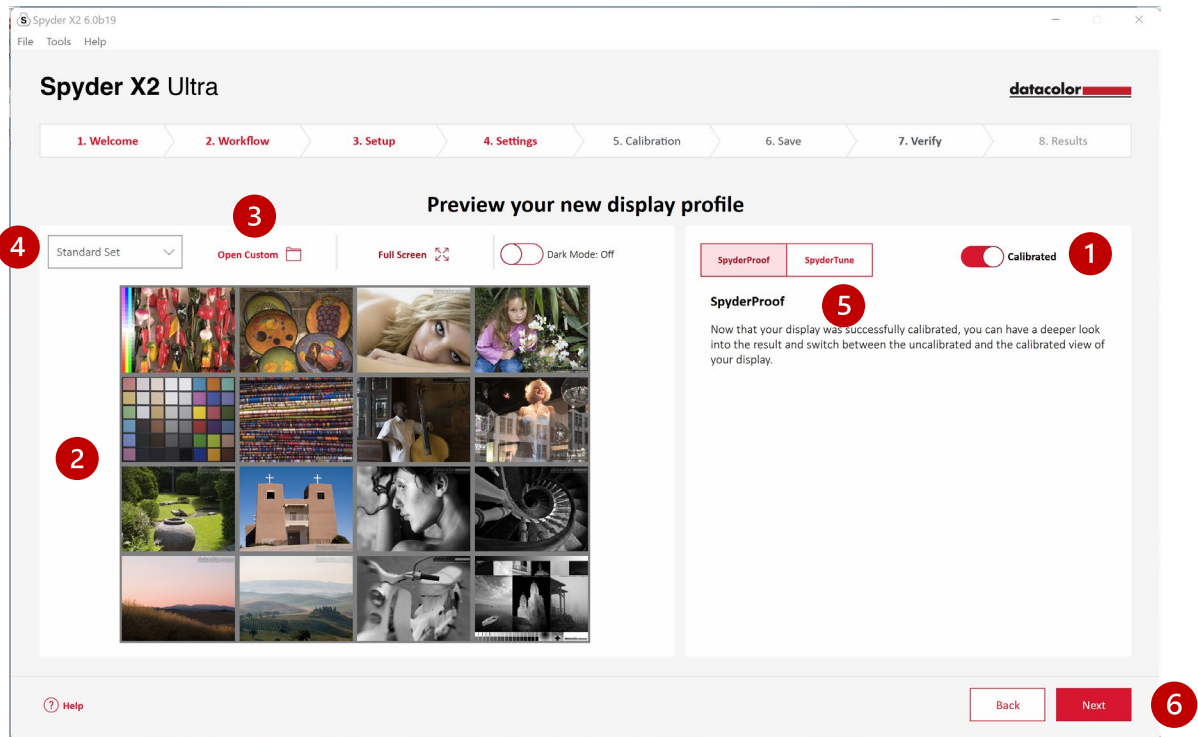 Spyder X2 6.0b19
File Tools Help
Spyder X2 Ultra
datacolor
1. Welcome
2. Workflow
3. Setup
4. Settings
5. Calibration
6. Save
7. Verify
8. Results
Preview your new display profile
3
4
Standard Set
Open Custom
Full Screen
Dark Mode: Off
SpyderProof
SpyderTune
Calibrated
1
SpyderProof
5
Now that your display was successfully calibrated, you can have a deeper look
into the result and switch between the uncalibrated and the calibrated view of
your display.
2
? Help
Back
Next
6